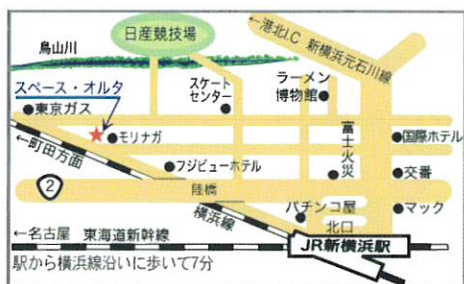 日産競技場
←港北I.C 新横浜元石川線
鳥山川
スペース・オルタ
スケート
センター
ラーメン
博物館
東京ガス
モリナガ
富士火災
国際ホテル
←町田方面
フジビューホテル
交番
2
陸橋
横浜線
パチンコ屋
マック
北口
←名古屋 東海道新幹線
JR新横浜駅
駅から横浜線沿いに歩いて7分